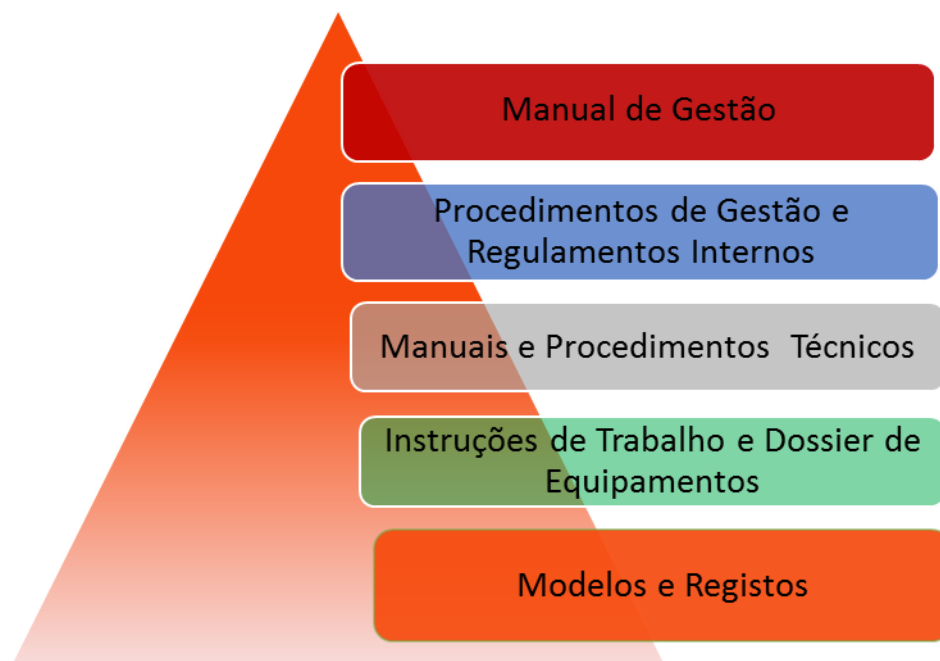 Manual de Gestão
Procedimentos de Gestão e
Regulamentos Internos
Manuais e Procedimentos  Técnicos
Instruções de Trabalho e Dossier de
Equipamentos
Modelos e Registos